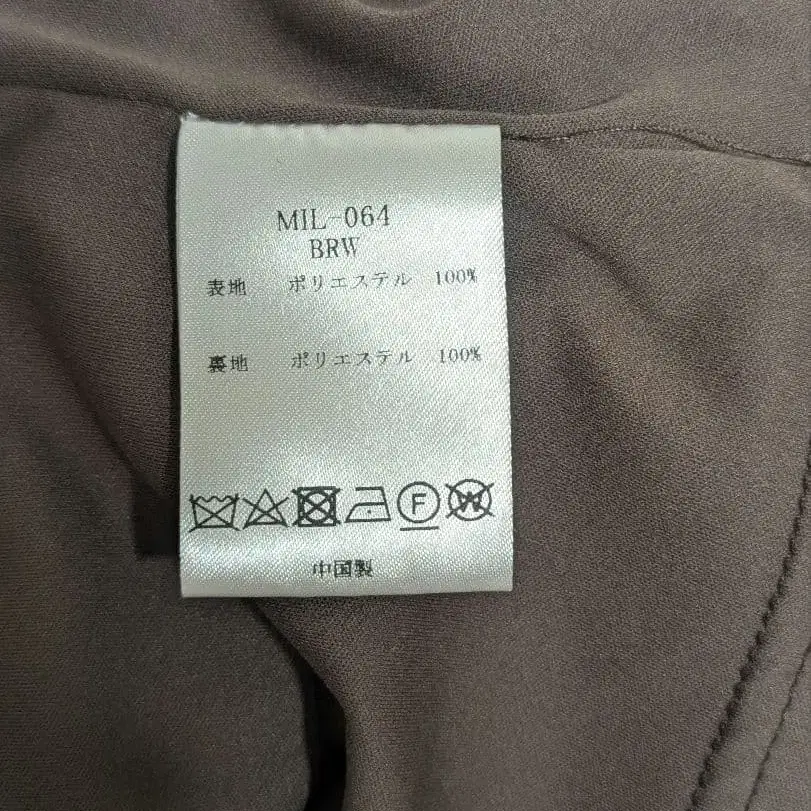 MIL-064
BRW
表地 ポリエステル 100%
裏地 ポリエステル 100%
F W
中国製